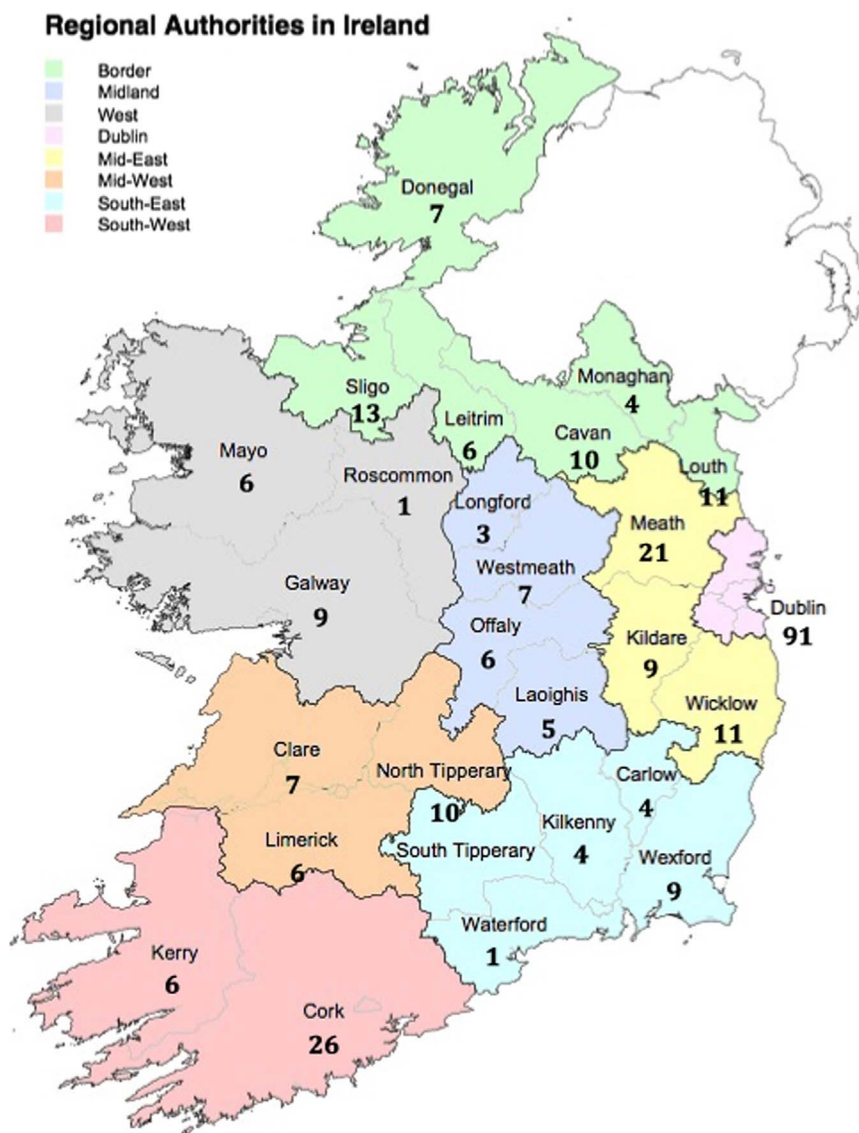 Regional Authorities in Ireland
Border
Midland
West
Dublin
Mid-East
Mid-West
South-East
South-West
Donegal
7
Monaghan
4
Sligo
13
Leitrim
6
Cavan
10
Louth
11
Mayo
6
Roscommon
1
Longford
3
Meath
21
Westmeath
7
Galway
9
Dublin
91
Offaly
6
Kildare
9
Laoighis
5
Wicklow
11
Clare
7
North Tipperary
10
Carlow
4
Limerick
6
South Tipperary
Kilkenny
4
Wexford
9
Waterford
1
Kerry
6
Cork
26